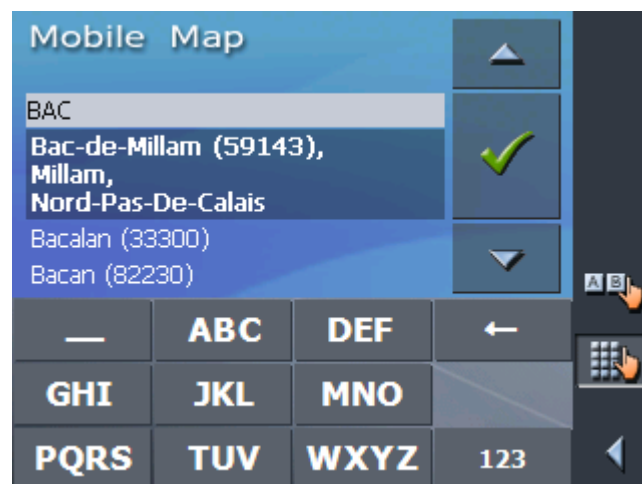 Mobile Map
BAC
Bac-de-Millam (59143),
Millam,
Nord-Pas-De-Calais
Bacalan (33300)
Bacan (82230)
A B
_ ABC DEF ←
GHI JKL MNO
PQRS TUV WXYZ 123